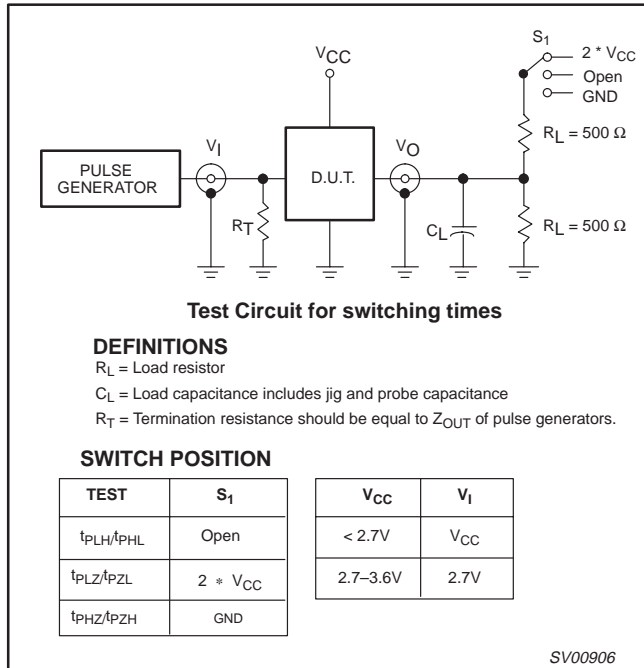 S1
2 * VCC
VCC
Open
GND
RL = 500 Ω
VI
VO
PULSE
GENERATOR
D.U.T.
RT
CL
RL = 500 Ω
Test Circuit for switching times
DEFINITIONS
RL = Load resistor
CL = Load capacitance includes jig and probe capacitance
RT = Termination resistance should be equal to ZOUT of pulse generators.
SWITCH POSITION
TEST S1
tPLH/tPHL Open
tPLZ/tPZL 2 * VCC
tPHZ/tPZH GND
VCC VI
< 2.7V VCC
2.7–3.6V 2.7V
SV00906